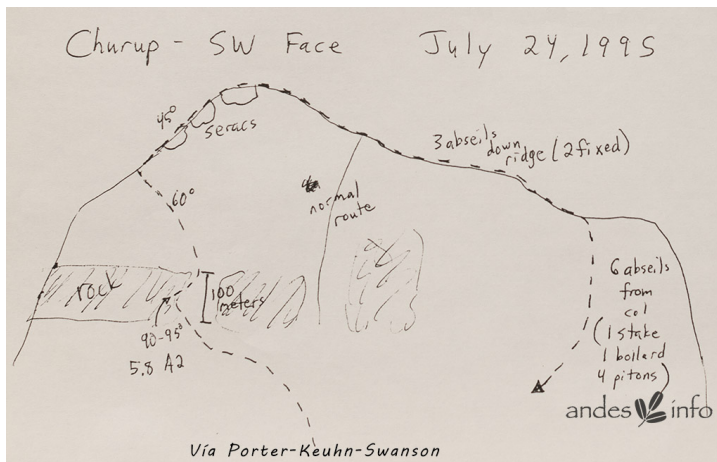 Churup - SW Face July 24, 1995
45°
seracs
3 abseils
down
ridge (2 fixed)
60°
normal
route
rock
100
meters
90-95°
5.8 A2
6 abseils
from
col
(1 stake
1 bollard
4 pitons)
andes info
Vía Porter-Keuhn-Swanson